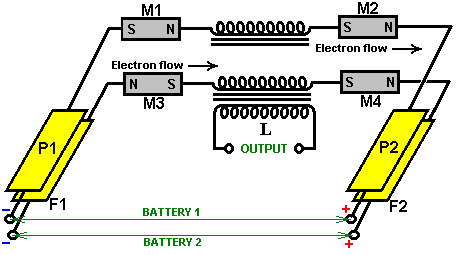 M1 M2
S N S N
Electron flow
Electron flow
N S S N
M3 M4
L
P1 OUTPUT P2
F1 F2
– BATTERY 1 +
– BATTERY 2 +